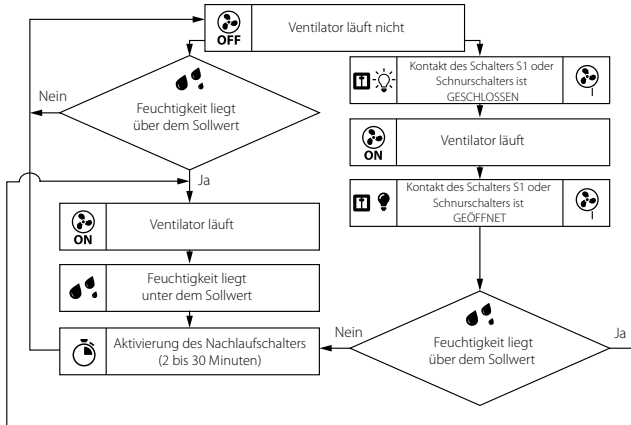 OFF
Ventilator läuft nicht
Nein
Feuchtigkeit liegt
über dem Sollwert
Ja
ON
Ventilator läuft
Feuchtigkeit liegt
unter dem Sollwert
Aktivierung des Nachlaufschalters
(2 bis 30 Minuten)
Kontakt des Schalters S1 oder
Schnurschalters ist
GESCHLOSSEN
ON
Ventilator läuft
Kontakt des Schalters S1 oder
Schnurschalters ist
GEÖFFNET
Nein
Feuchtigkeit liegt
über dem Sollwert
Ja